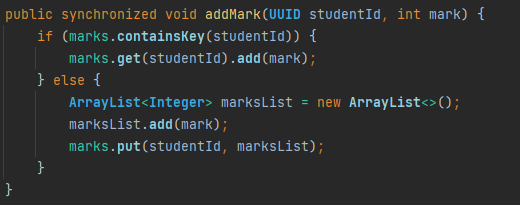 public synchronized void addMark(UUID studentId, int mark) {
    if (marks.containsKey(studentId)) {
        marks.get(studentId).add(mark);
    } else {
        ArrayList<Integer> marksList = new ArrayList<>();
        marksList.add(mark);
        marks.put(studentId, marksList);
    }
}